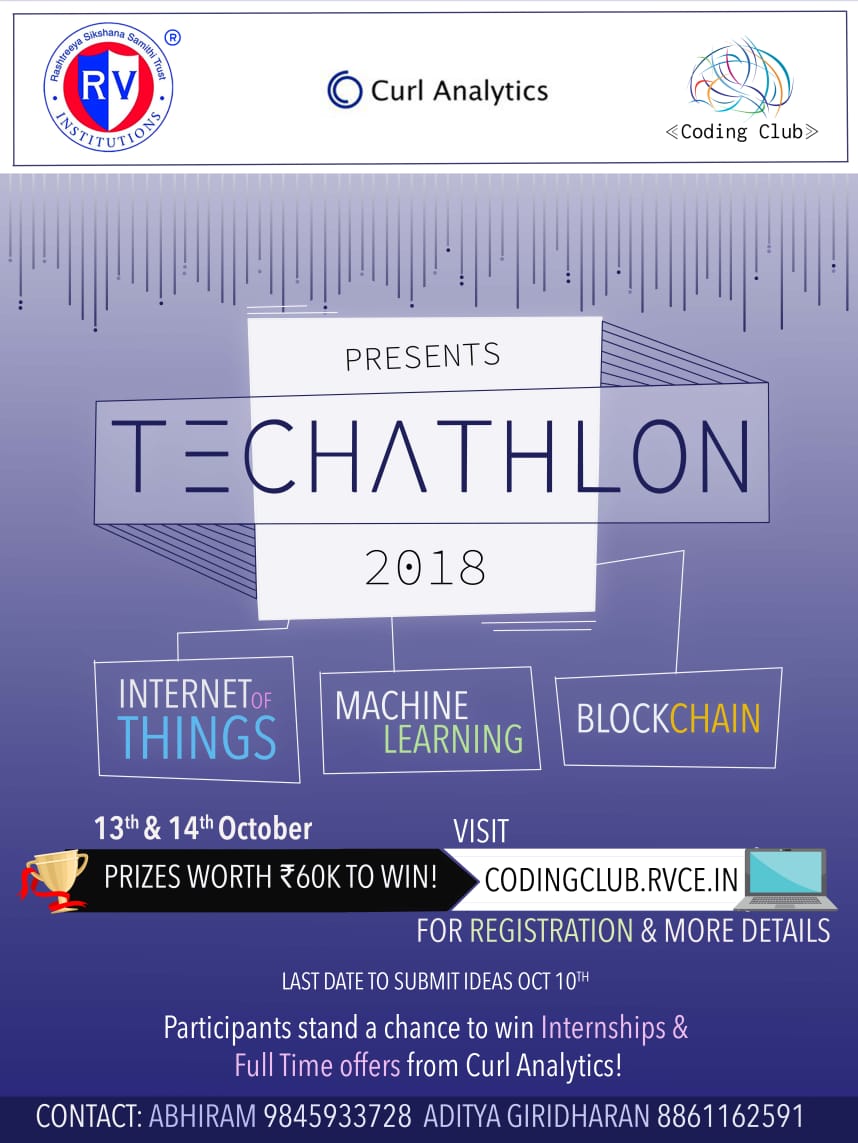 Rashtreeya Sikshana Samithi Trust
®
RV
• INSTITUTIONS •
Curl Analytics
≪Coding Club≫
PRESENTS
TECHATHLON
2018
INTERNET OF
THINGS
MACHINE
LEARNING
BLOCKCHAIN
13th & 14th October
VISIT
PRIZES WORTH ₹60K TO WIN!
CODINGCLUB.RVCE.IN
FOR REGISTRATION & MORE DETAILS
LAST DATE TO SUBMIT IDEAS OCT 10TH
Participants stand a chance to win Internships &
Full Time offers from Curl Analytics!
CONTACT: ABHIRAM 9845933728 ADITYA GIRIDHARAN 8861162591